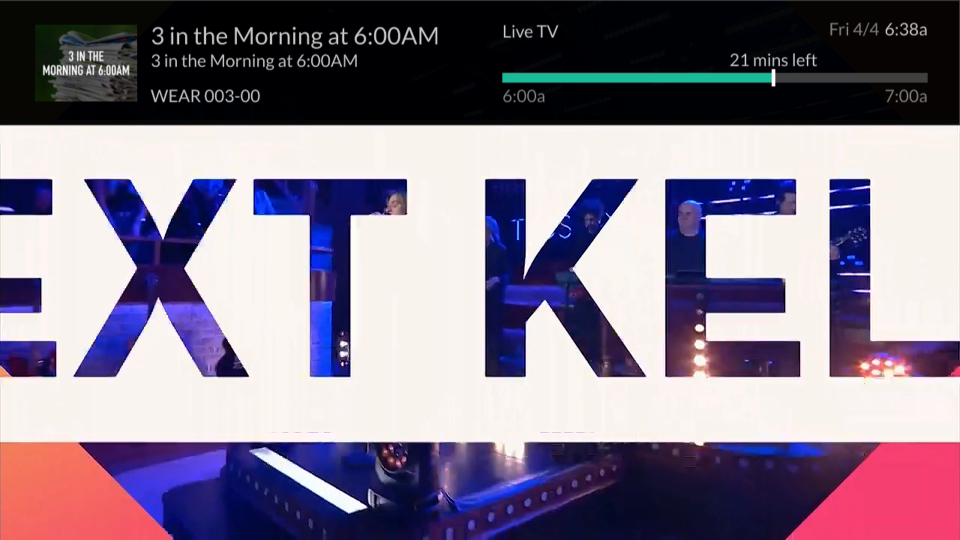 3 in the Morning at 6:00AM
3 in the Morning at 6:00AM
WEAR 003-00
3 IN THE
MORNING AT 6:00AM
Live TV
Fri 4/4 6:38a
21 mins left
6:00a
7:00a
EXT KEL